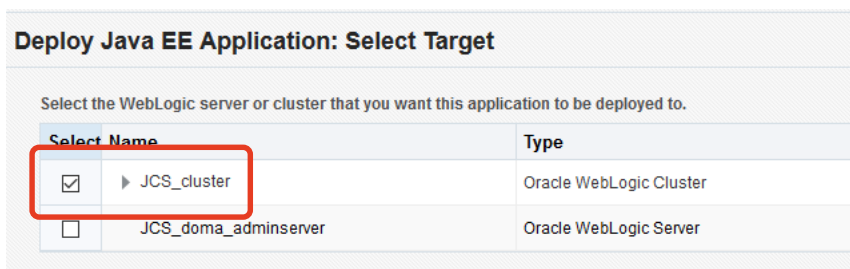 Deploy Java EE Application: Select Target
Select the WebLogic server or cluster that you want this application to be deployed to.
Select Name Type
JCS_cluster Oracle WebLogic Cluster
JCS_doma_adminserver Oracle WebLogic Server